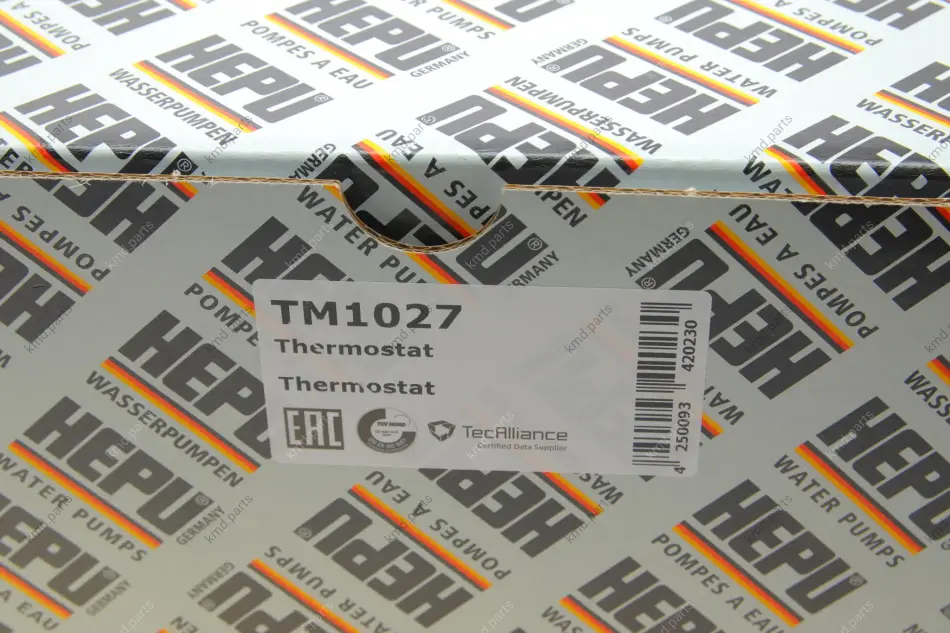 HEPU®
GERMANY
WASSERPUMPEN
POMPES A EAU
WATER PUMPS
TM1027
Thermostat
Thermostat
EAC
TÜV NORD
TecAlliance
Certified Data Supplier
4 250093 420230
kmd.parts